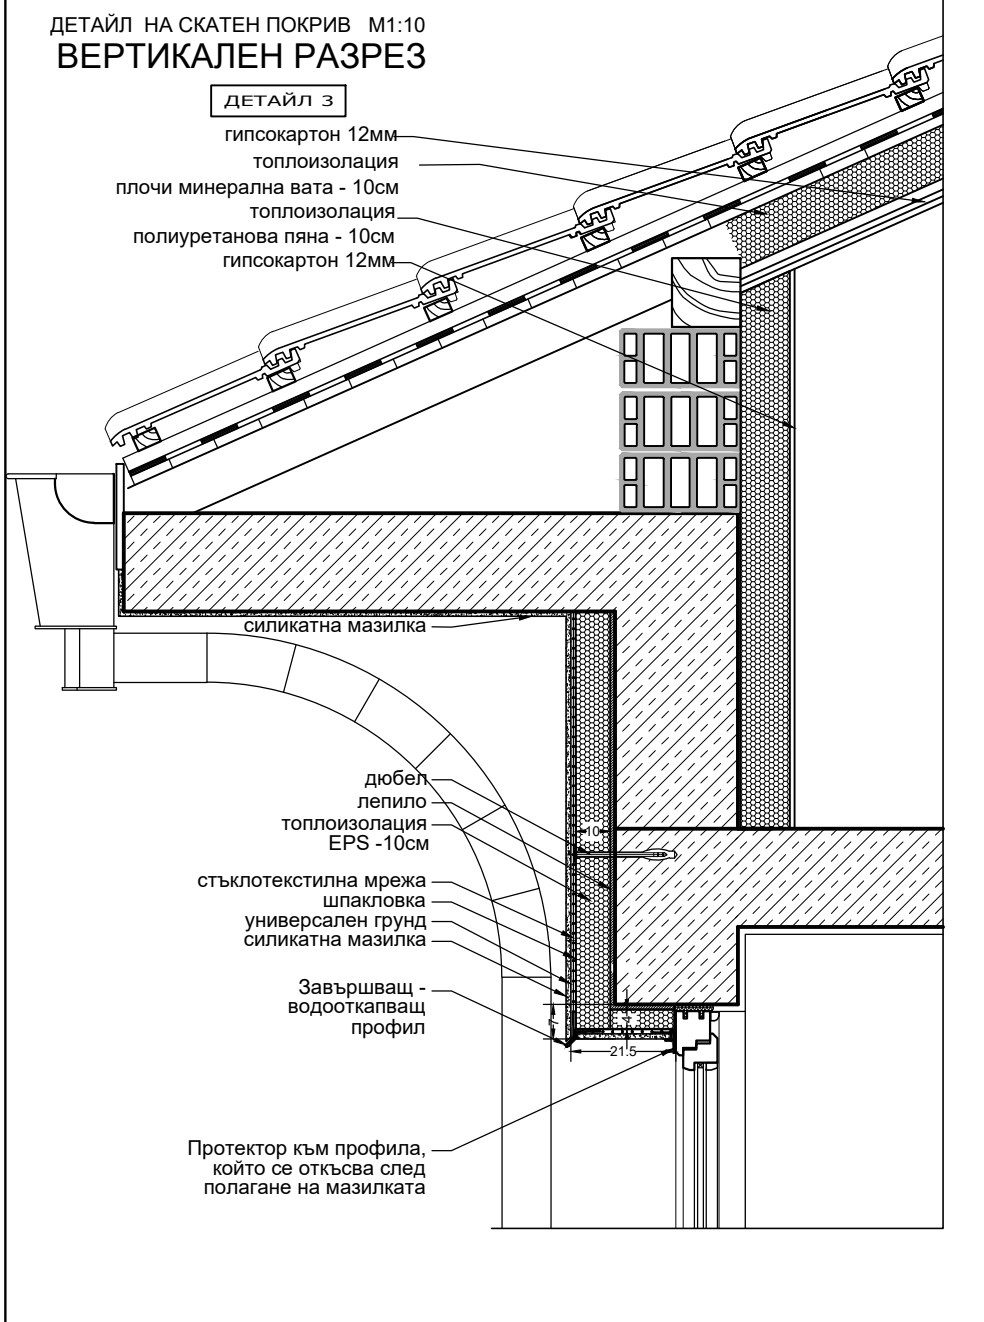 ДЕТАЙЛ НА СКАТЕН ПОКРИВ М1:10
ВЕРТИКАЛЕН РАЗРЕЗ
ДЕТАЙЛ 3
гипсокартон 12мм
топлоизолация
плочи минерална вата - 10см
топлоизолация
полиуретанова пяна - 10см
гипсокартон 12мм
силикатна мазилка
дюбел
лепило
топлоизолация
EPS -10см
10
стъклотекстилна мрежа
шпакловка
универсален грунд
силикатна мазилка
Завършващ -
водооткапващ
профил
7
4
21.5
Протектор към профила,
който се откъсва след
полагане на мазилката